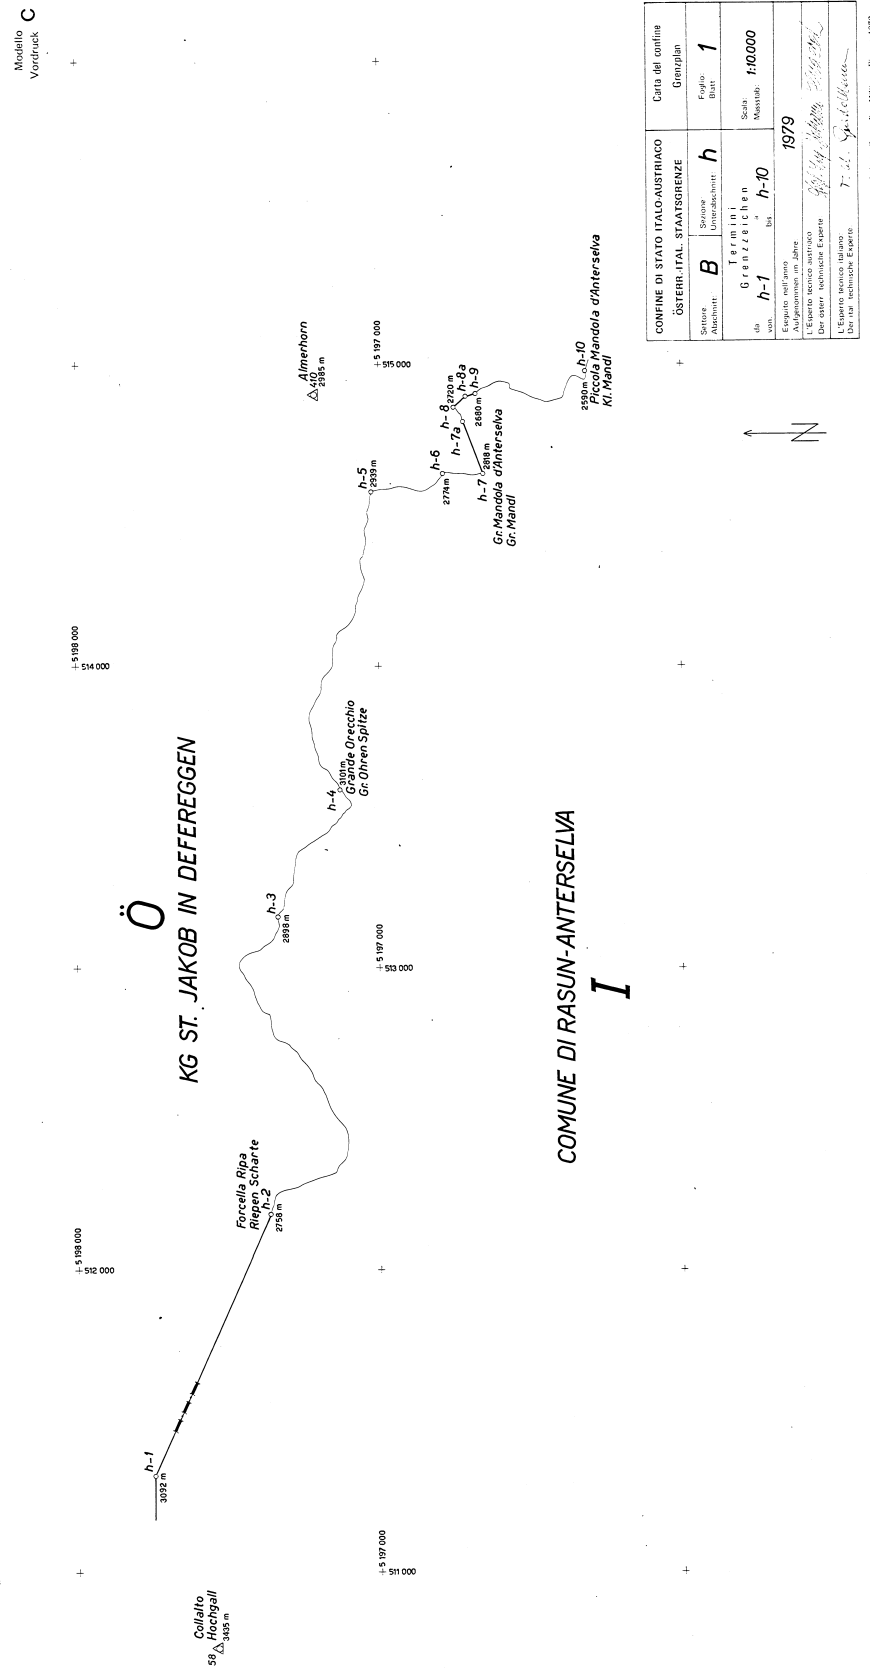 Modello
Vordruck C
Carta del confine
Grenzplan
CONFINE DI STATO ITALO-AUSTRIACO
ÖSTERR.-ITAL. STAATSGRENZE
Settore
Abschnitt: B
Sezione
Unterabschnitt: h
Foglio:
Blatt 1
Termini
Grenzzeichen
da
von h-1
a
bis h-10
Scala:
Massstab: 1:10.000
Eseguito nell'anno
Aufgenommen im Jahre 1979
L'Esperto tecnico austriaco
Der österr. technische Experte
L'Esperto tecnico italiano
Der ital. technische Experte
N
Ö
KG ST. JAKOB IN DEFEREGGEN
COMUNE DI RASUN-ANTERSELVA
I
Collalto
58 Hochgall
3435 m
h-1
3092 m
Forcella Ripa
Riepen Scharte
h-2
2758 m
h-3
2898 m
h-4
3101 m
Grande Orecchio
Gr. Ohren Spitze
h-5
2939 m
Almerhorn
410
2985 m
h-6
2774 m
h-7
2818 m
Gr. Mandola d'Anterselva
Gr. Mandl
h-7a
h-8
2720 m
h-8a
h-9
2680 m
h-10
2590 m
Piccola Mandola d'Anterselva
Kl. Mandl
5 198 000
512 000
5 198 000
514 000
5 197 000
511 000
5 197 000
513 000
5 197 000
515 000